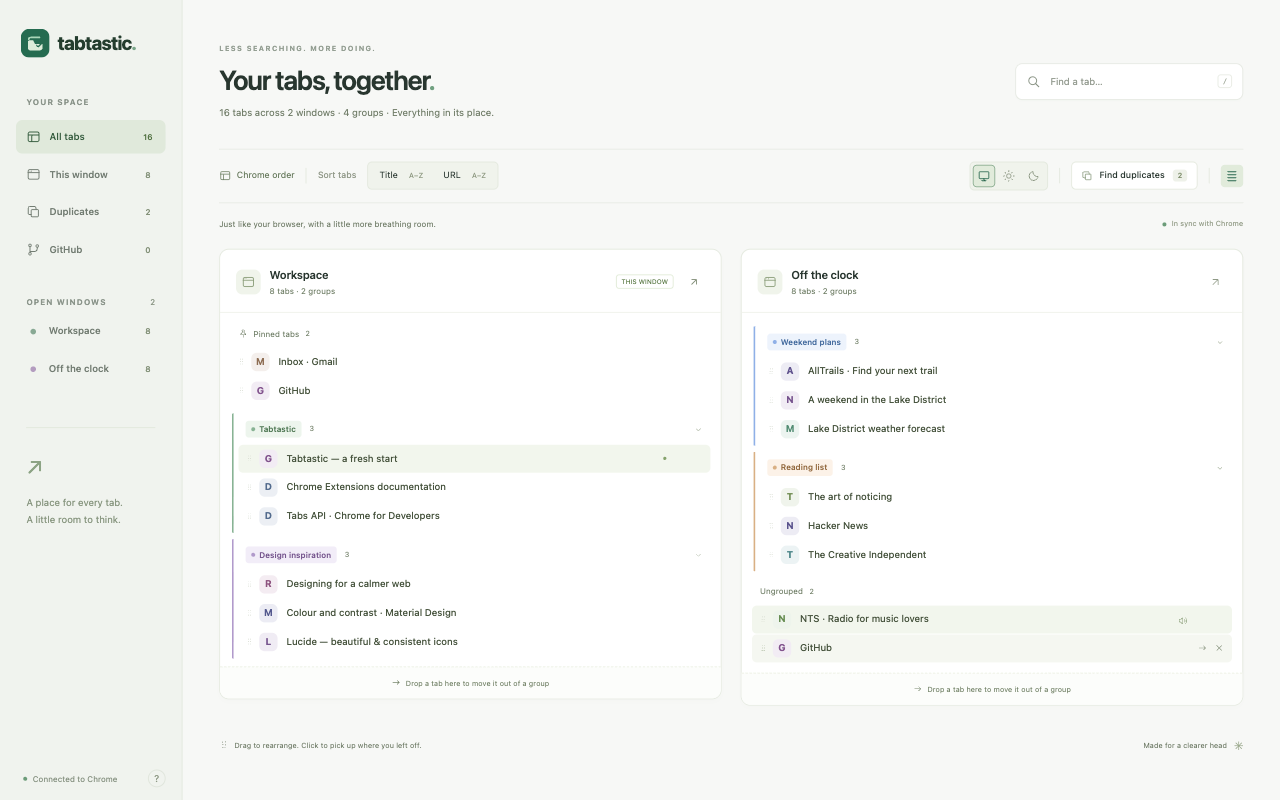 tabtastic.
YOUR SPACE
All tabs 16
This window 8
Duplicates 2
GitHub 0
OPEN WINDOWS 2
Workspace 8
Off the clock 8
A place for every tab.
A little room to think.
Connected to Chrome ?
LESS SEARCHING. MORE DOING.
Your tabs, together.
16 tabs across 2 windows · 4 groups · Everything in its place.
Find a tab... /
Chrome order Sort tabs Title A–Z URL A–Z
Find duplicates 2
Just like your browser, with a little more breathing room.
In sync with Chrome
Workspace
8 tabs · 2 groups
THIS WINDOW
Pinned tabs 2
M Inbox · Gmail
G GitHub
Tabtastic 3
G Tabtastic — a fresh start
D Chrome Extensions documentation
D Tabs API · Chrome for Developers
Design inspiration 3
R Designing for a calmer web
M Colour and contrast · Material Design
L Lucide — beautiful & consistent icons
Drop a tab here to move it out of a group
Off the clock
8 tabs · 2 groups
Weekend plans 3
A AllTrails · Find your next trail
N A weekend in the Lake District
M Lake District weather forecast
Reading list 3
T The art of noticing
N Hacker News
T The Creative Independent
Ungrouped 2
N NTS · Radio for music lovers
G GitHub
Drop a tab here to move it out of a group
Drag to rearrange. Click to pick up where you left off.
Made for a clearer head